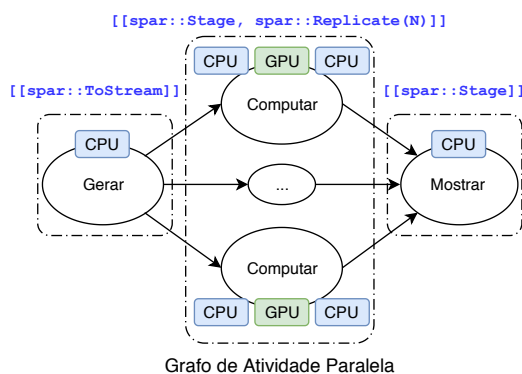 [[spar::Stage, spar::Replicate(N)]]
CPU GPU CPU
Computar
[[spar::ToStream]]
[[spar::Stage]]
CPU
Gerar
...
CPU
Mostrar
Computar
CPU GPU CPU
Grafo de Atividade Paralela